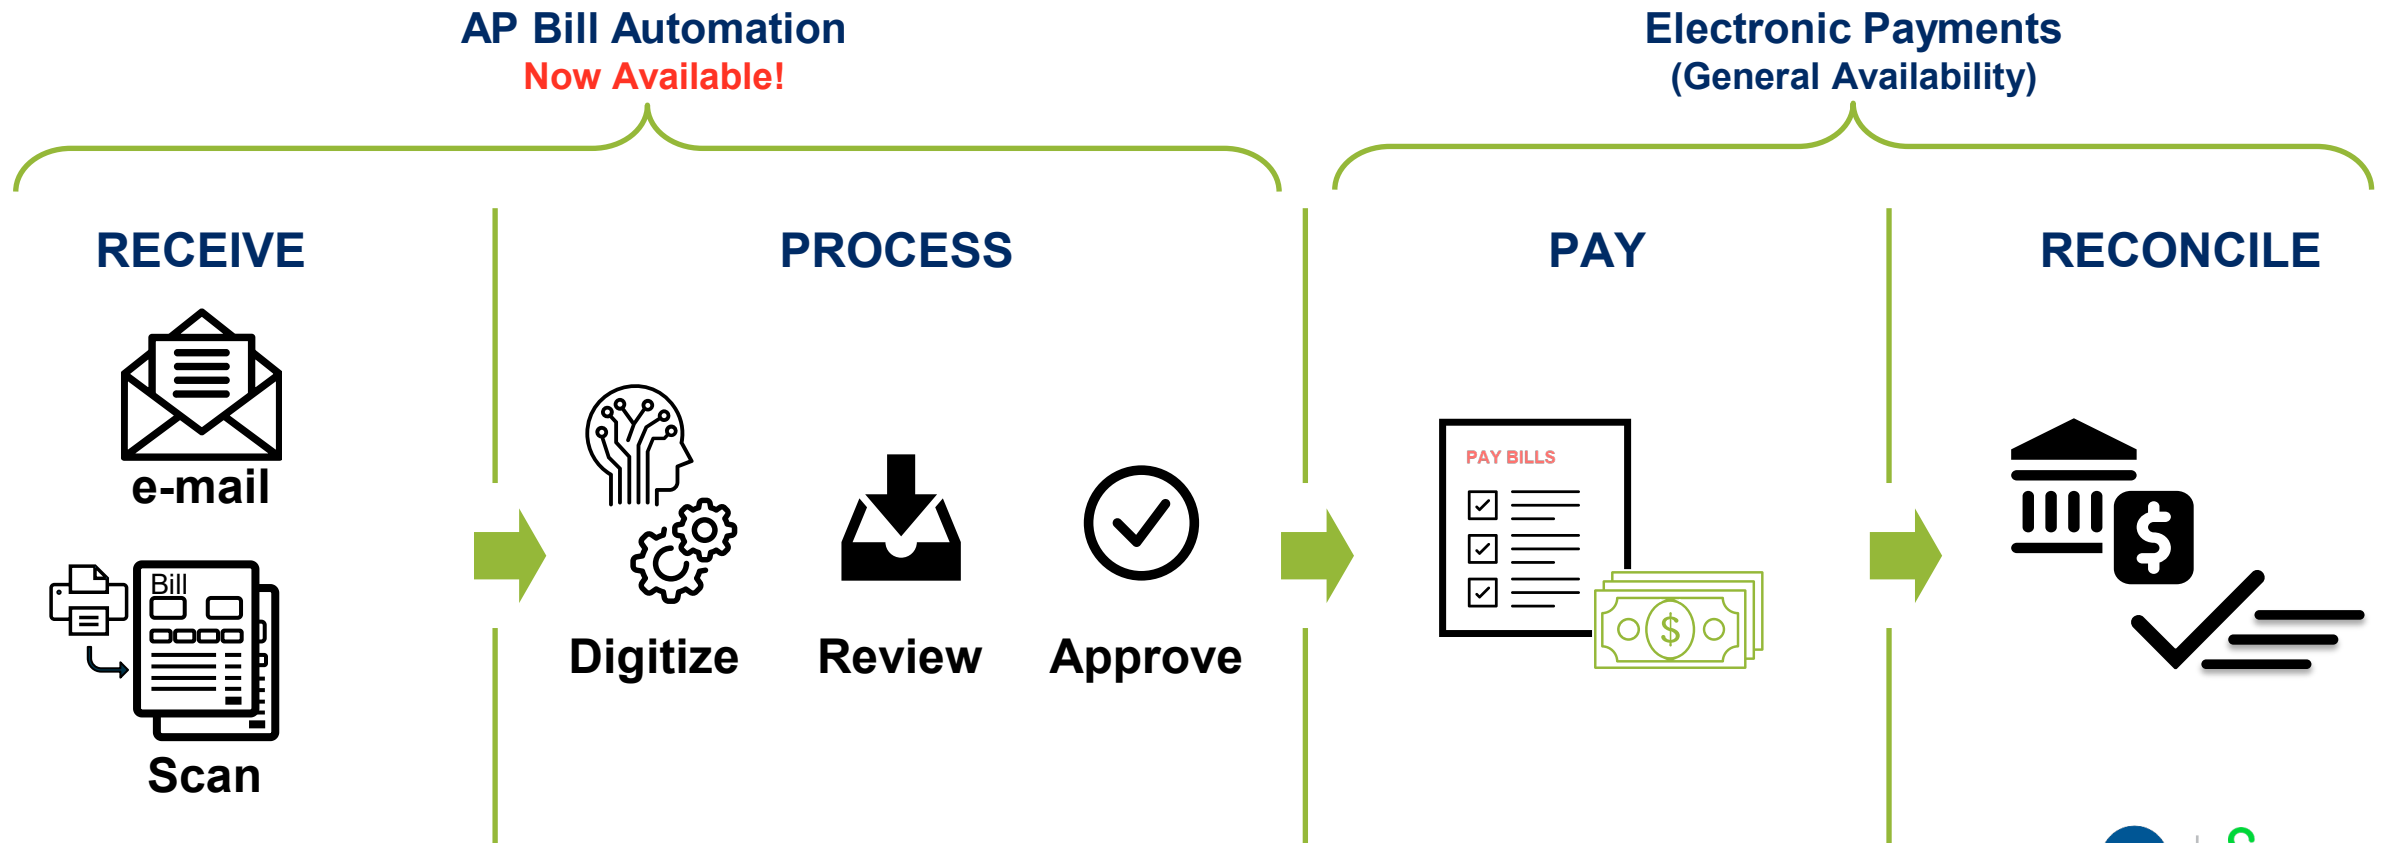 AP Bill Automation
Now Available!
Electronic Payments
(General Availability)
RECEIVE
PROCESS
PAY
RECONCILE
e-mail
Bill
Scan
Digitize
Review
Approve
PAY BILLS
$
$